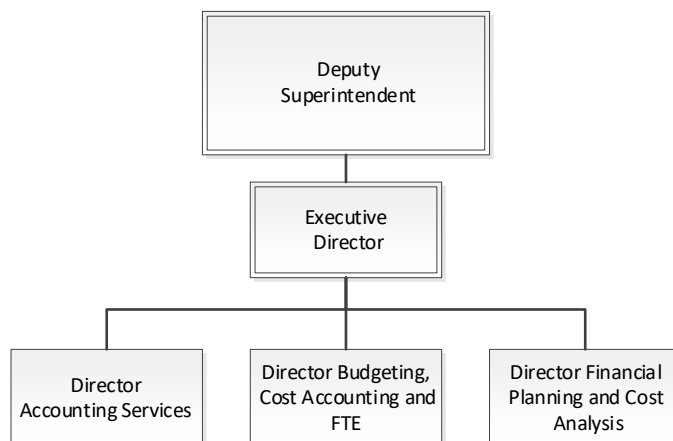 Deputy
Superintendent
Executive
Director
Director
Accounting Services
Director Budgeting,
Cost Accounting and
FTE
Director Financial
Planning and Cost
Analysis